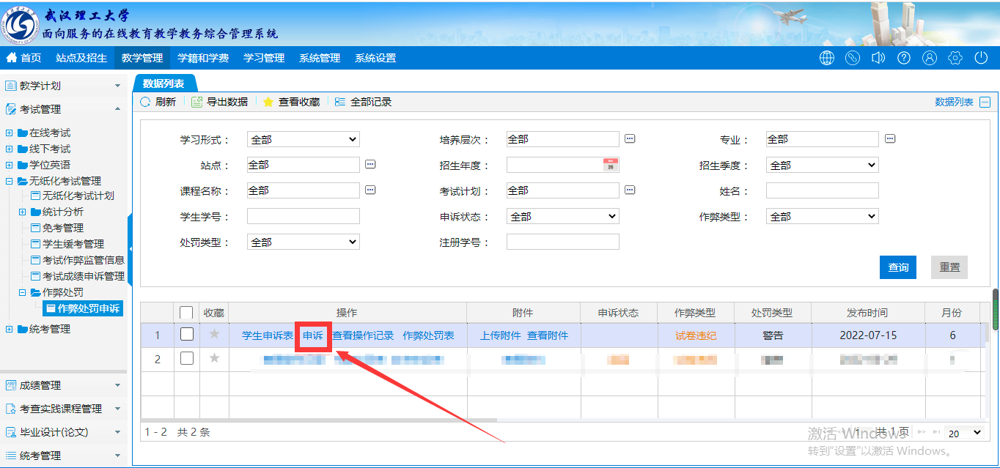 武汉理工大学
面向服务的在线教育教学教务综合管理系统
首页 站点及招生 教学管理 学籍和学费 学习管理 系统管理 系统设置
教学计划
考试管理
在线考试
线下考试
学位英语
无纸化考试管理
无纸化考试计划
统计分析
免考管理
学生缓考管理
考试作弊监管信息
考试成绩申诉管理
作弊处罚
作弊处罚申诉
统考管理
成绩管理
考查实践课程管理
毕业设计(论文)
统考管理
数据列表
刷新 导出数据 查看收藏 全部记录 数据列表
学习形式： 全部 培养层次： 全部 专业： 全部
站点： 全部 招生年度： 招生季度： 全部
课程名称： 全部 考试计划： 全部 姓名：
学生学号： 申诉状态： 全部 作弊类型： 全部
处罚类型： 全部 注册学号：
查询 重置
收藏 操作 附件 申诉状态 作弊类型 处罚类型 发布时间 月份
1 学生申诉表 申诉 查看操作记录 作弊处罚表 上传附件 查看附件 试卷违纪 警告 2022-07-15 6
2
1 - 2 共 2 条 1 共 1 页 20
激活 Windows
转到"设置"以激活 Windows。